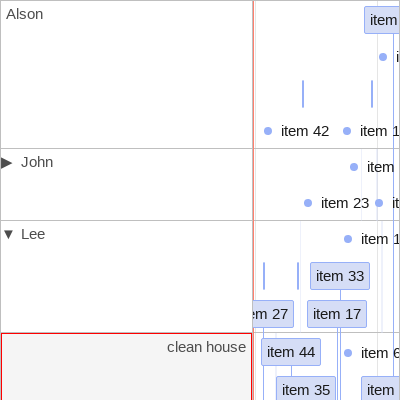 Alson
item
item 42
item 1
▶ John
item
item 23
▼ Lee
item 1
item 33
em 27
item 17
clean house
item 44
item 6
item 35
item